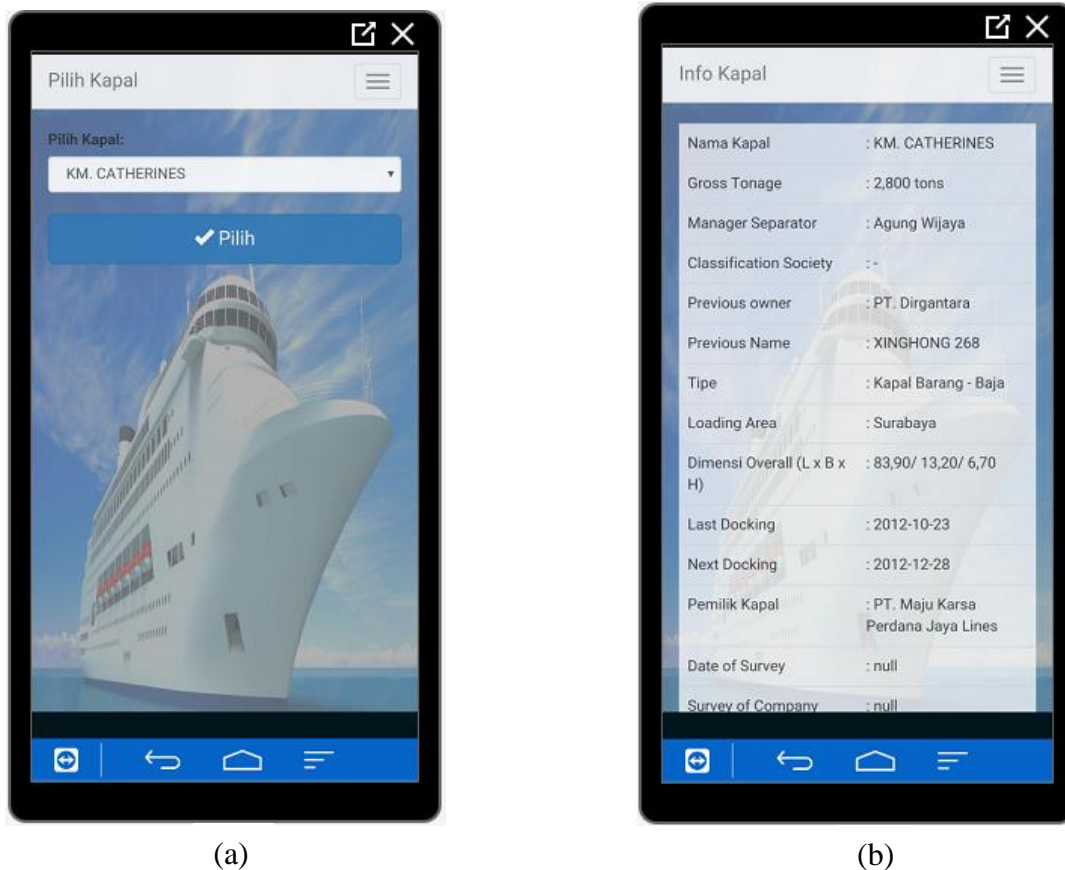 Pilih Kapal
Pilih Kapal:
KM. CATHERINES
Pilih
(a)
Info Kapal
Nama Kapal : KM. CATHERINES
Gross Tonage : 2,800 tons
Manager Separator : Agung Wijaya
Classification Society : -
Previous owner : PT. Dirgantara
Previous Name : XINGHONG 268
Tipe : Kapal Barang - Baja
Loading Area : Surabaya
Dimensi Overall (L x B x : 83,90/ 13,20/ 6,70
H)
Last Docking : 2012-10-23
Next Docking : 2012-12-28
Pemilik Kapal : PT. Maju Karsa
Perdana Jaya Lines
Date of Survey : null
Survey of Company : null
(b)